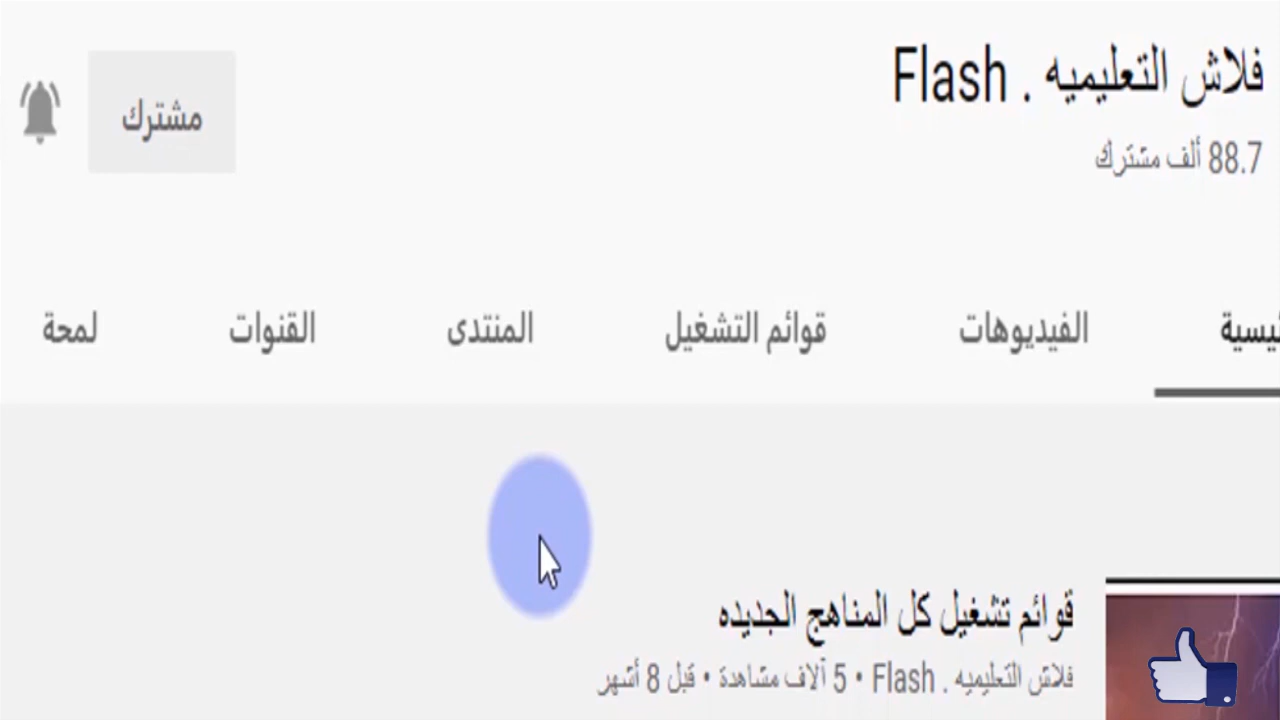 فلاش التعليميه . Flash
88.7 ألف مشترك
مشترك
الفيديوهات
قوائم التشغيل
المنتدى
القنوات
لمحة
قوائم تشغيل كل المناهج الجديده
فلاش التعليميه . Flash • 5 آلاف مشاهدة • قبل 8 أشهر